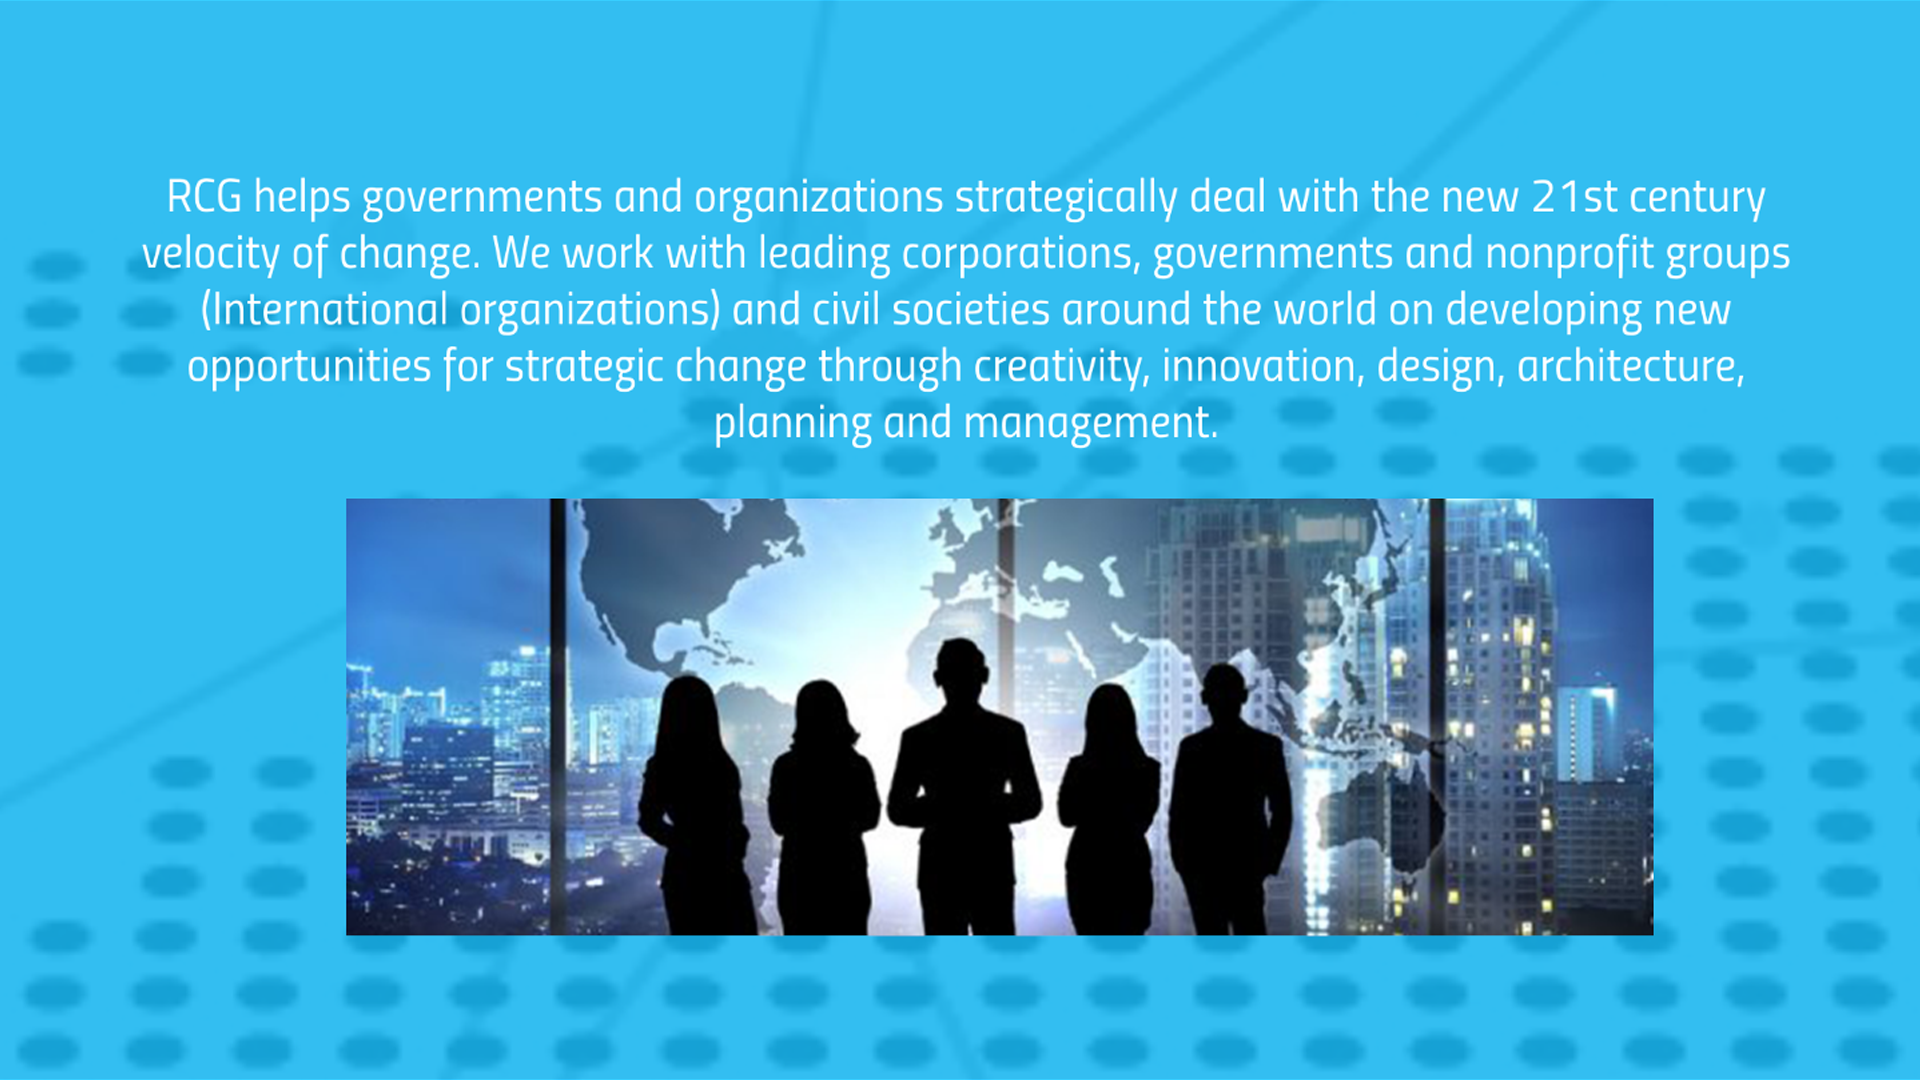 RCG helps governments and organizations strategically deal with the new 21st century
velocity of change. We work with leading corporations, governments and nonprofit groups
(International organizations) and civil societies around the world on developing new
opportunities for strategic change through creativity, innovation, design, architecture,
planning and management.